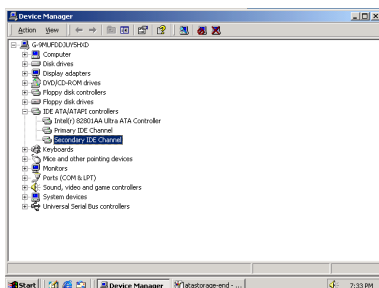 Device Manager
Action View
G-9MUFDDJUYSHXD
Computer
Disk drives
Display adapters
DVD/CD-ROM drives
Floppy disk controllers
Floppy disk drives
IDE ATA/ATAPI controllers
Intel(r) 82801AA Ultra ATA Controller
Primary IDE Channel
Secondary IDE Channel
Keyboards
Mice and other pointing devices
Monitors
Ports (COM & LPT)
Sound, video and game controllers
System devices
Universal Serial Bus controllers
Start Device Manager atastorage-end - ... 7:33 PM